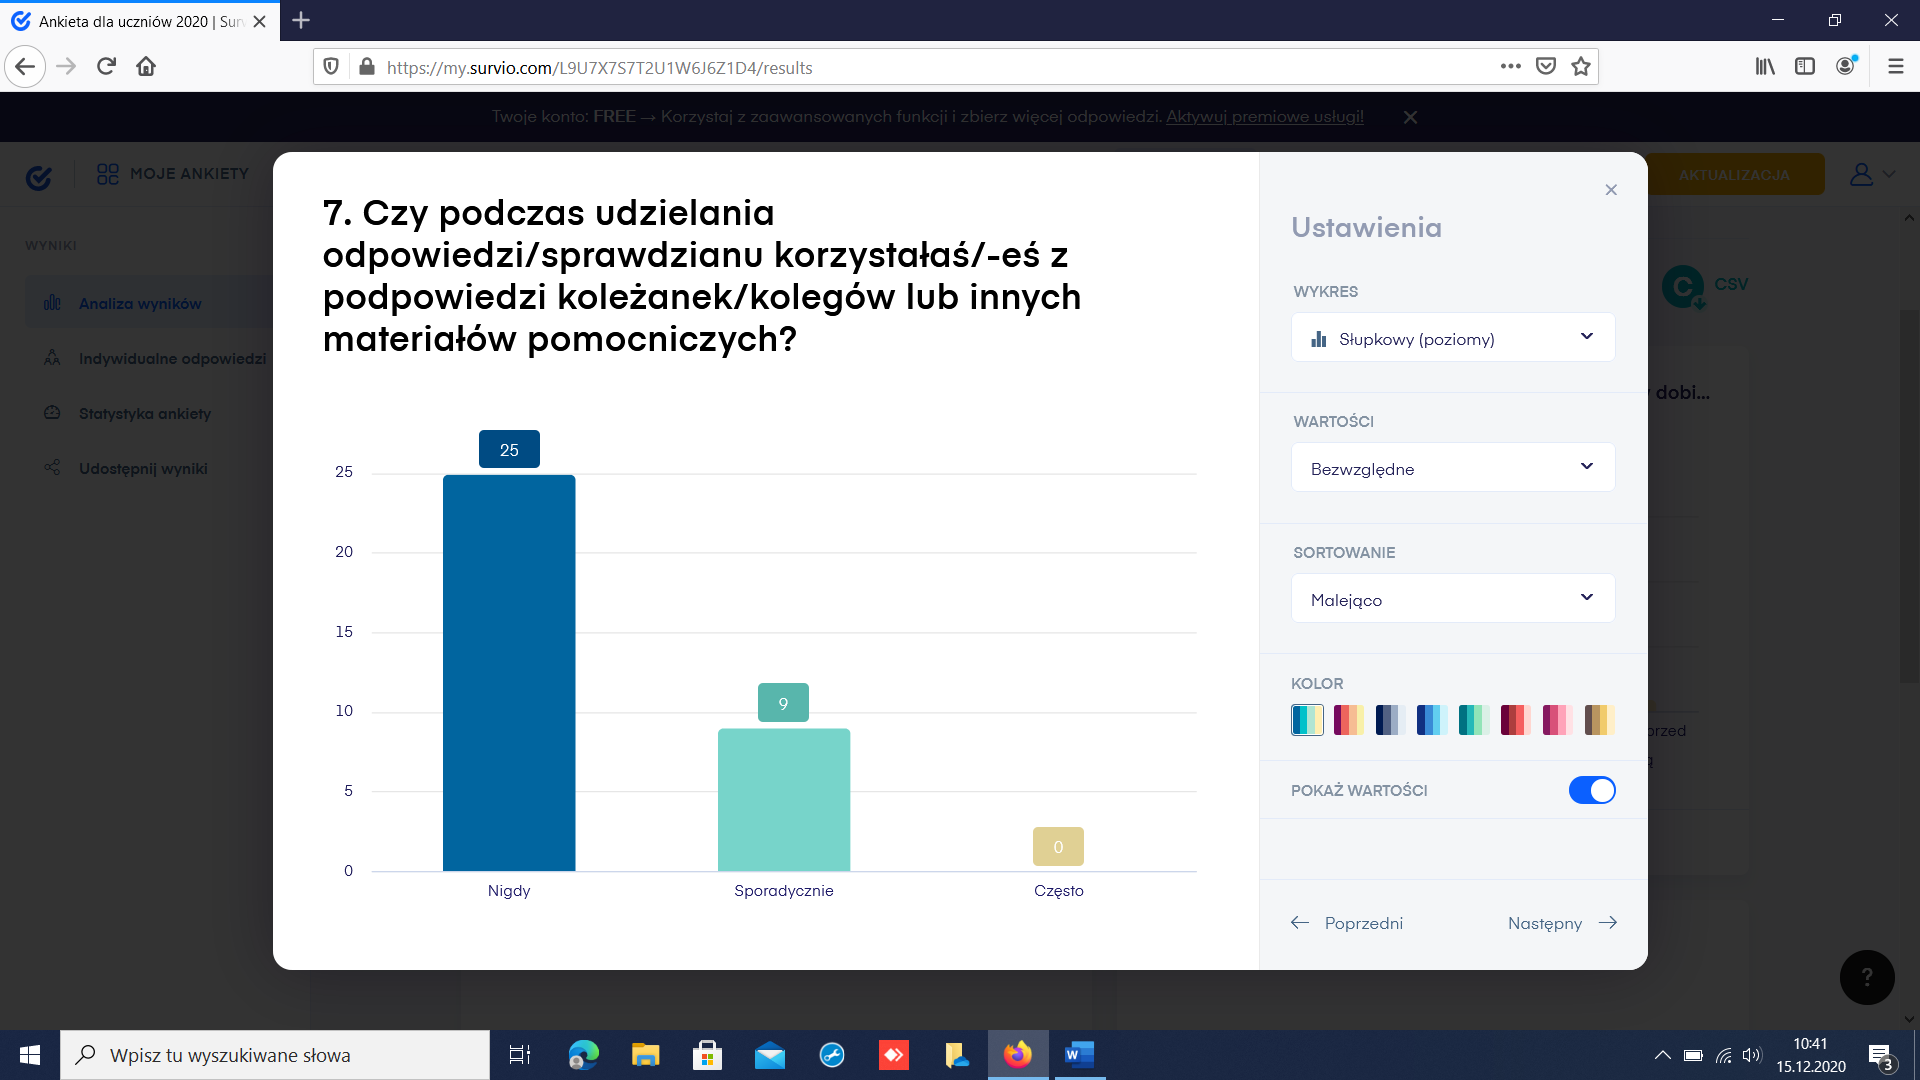 Ankieta dla uczniów 2020 | Surv
https://my.survio.com/L9U7X7S7T2U1W6J6Z1D4/results
Twoje konto: FREE → Korzystaj z zaawansowanych funkcji i zbierz więcej odpowiedzi. Aktywuj premiowe usługi!
MOJE ANKIETY
AKTUALIZACJA
WYNIKI
Analiza wyników
Indywidualne odpowiedzi
Statystyka ankiety
Udostępnij wyniki
7. Czy podczas udzielania
odpowiedzi/sprawdzianu korzystałaś/-eś z
podpowiedzi koleżanek/kolegów lub innych
materiałów pomocniczych?
25
25
20
15
10
9
5
0
0
Nigdy
Sporadycznie
Często
Ustawienia
WYKRES
Słupkowy (poziomy)
WARTOŚCI
Bezwzględne
SORTOWANIE
Malejąco
KOLOR
POKAŻ WARTOŚCI
Poprzedni
Następny
C
CSV
dobi...
?
Wpisz tu wyszukiwane słowa
W
10:41
15.12.2020
3